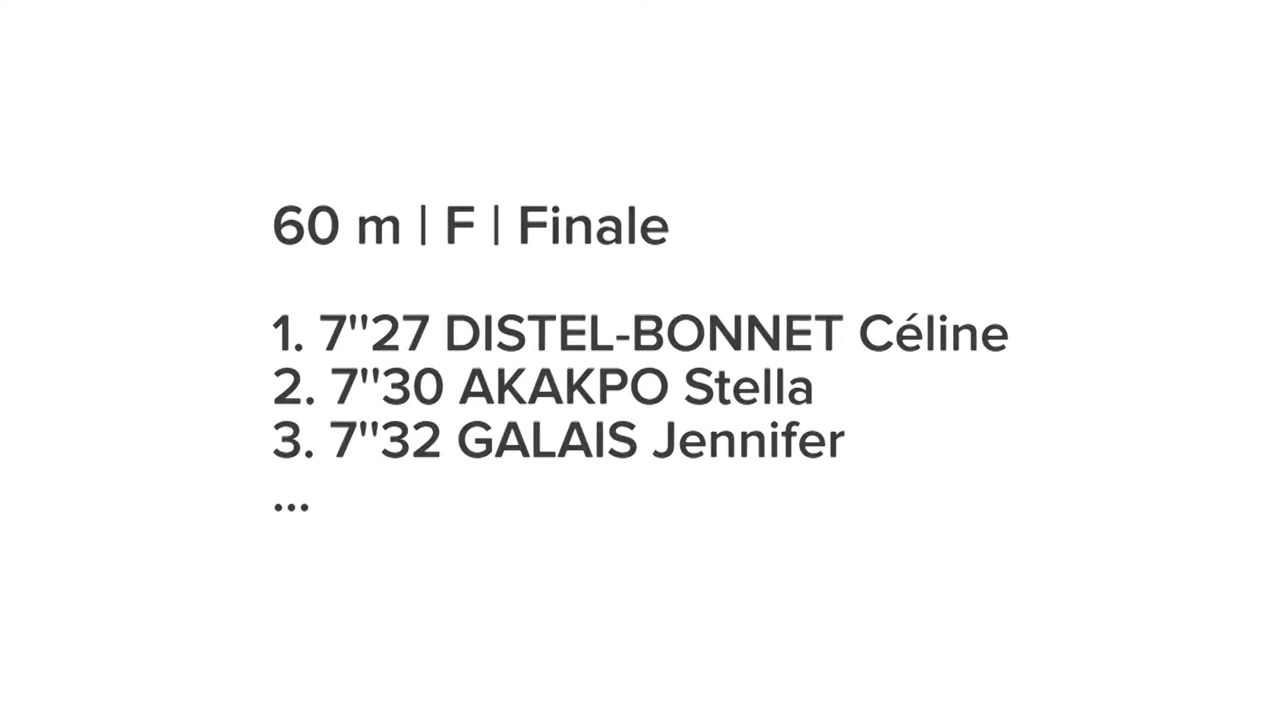 60 m | F | Finale
1. 7''27 DISTEL-BONNET Céline
2. 7''30 AKAKPO Stella
3. 7''32 GALAIS Jennifer
...